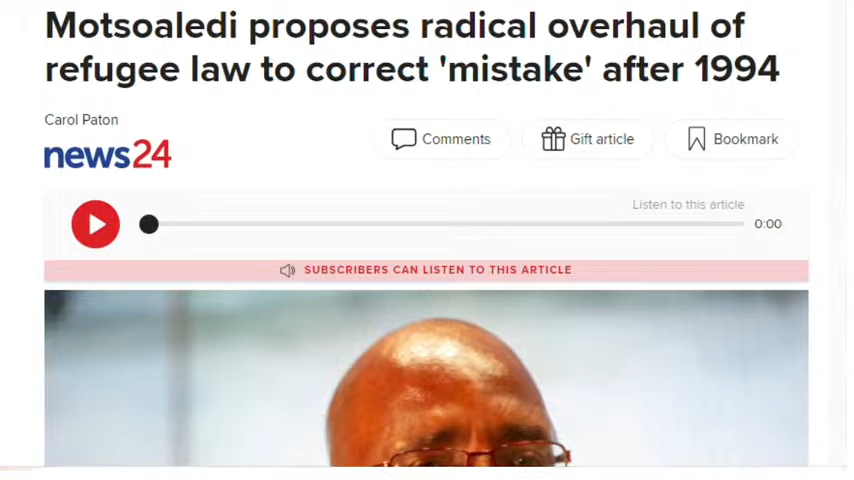 Motsoaledi proposes radical overhaul of
refugee law to correct 'mistake' after 1994
Carol Paton
news24
Comments
Gift article
Bookmark
Listen to this article
0:00
SUBSCRIBERS CAN LISTEN TO THIS ARTICLE